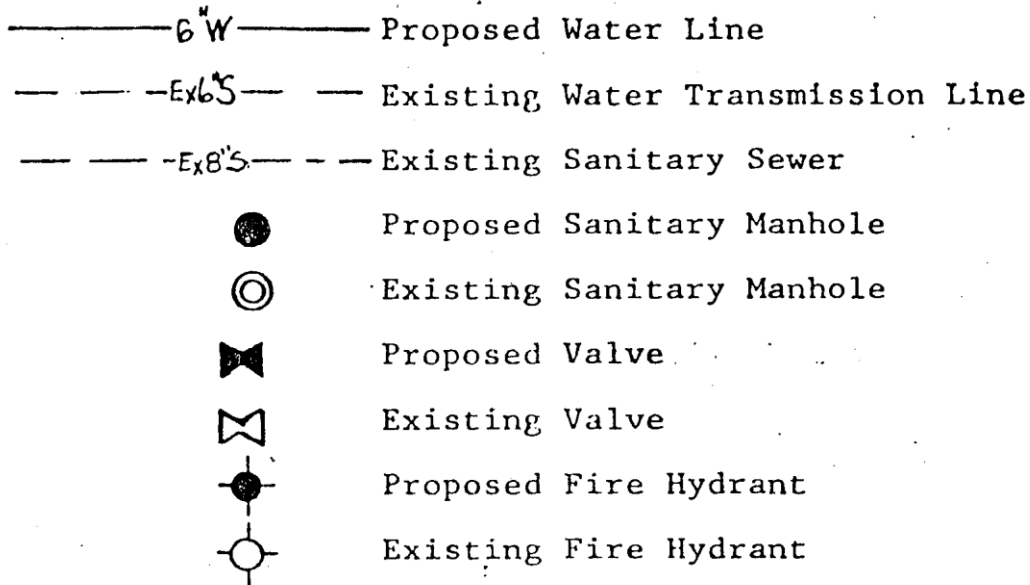 6"W Proposed Water Line
Ex6"S Existing Water Transmission Line
Ex8"S Existing Sanitary Sewer
Proposed Sanitary Manhole
Existing Sanitary Manhole
Proposed Valve
Existing Valve
Proposed Fire Hydrant
Existing Fire Hydrant